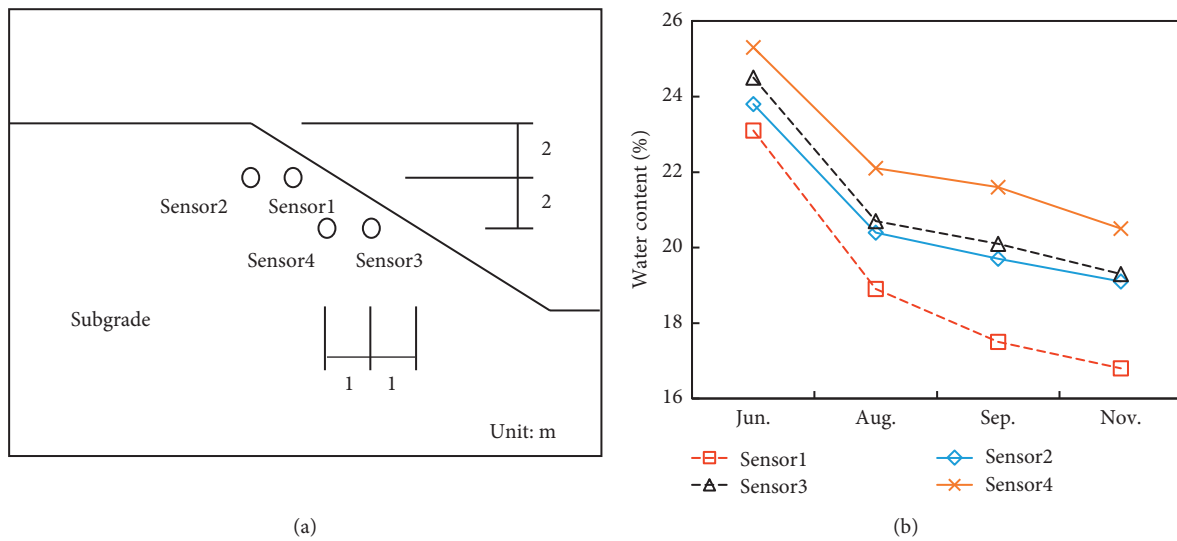 2
2
Sensor2
Sensor1
Sensor4
Sensor3
Subgrade
1
1
Unit: m
(a)
Water content (%)
26
24
22
20
18
16
Jun.
Aug.
Sep.
Nov.
Sensor1
Sensor2
Sensor3
Sensor4
(b)